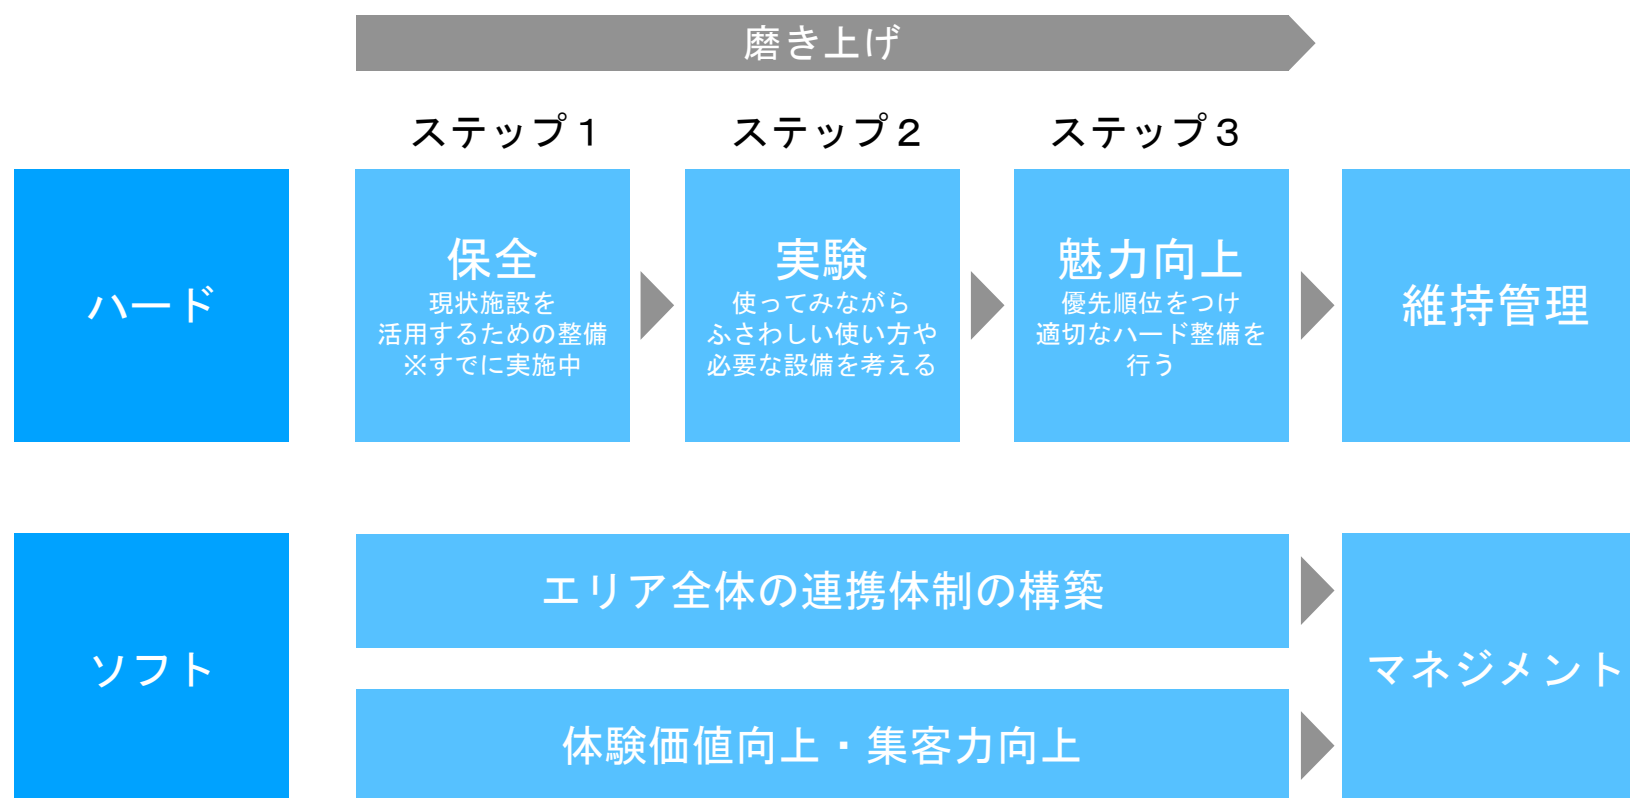 磨き上げ
ステップ１
ステップ２
ステップ３
ハード
保全
現状施設を
活用するための整備
※すでに実施中
実験
使ってみながら
ふさわしい使い方や
必要な設備を考える
魅力向上
優先順位をつけ
適切なハード整備を
行う
維持管理
ソフト
エリア全体の連携体制の構築
体験価値向上・集客力向上
マネジメント